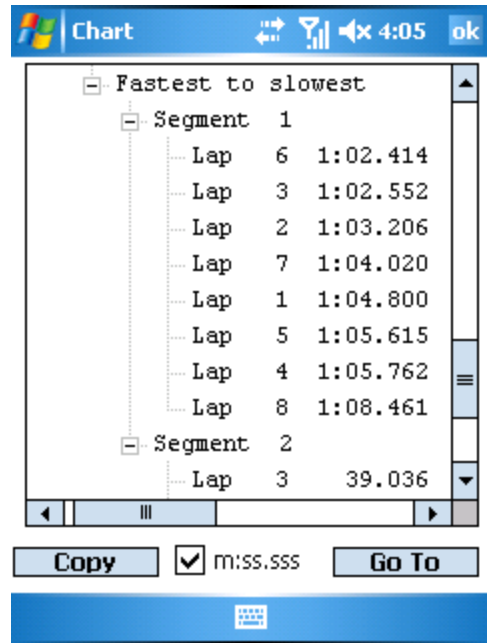 Chart 4:05 ok
Fastest to slowest
Segment 1
Lap 6 1:02.414
Lap 3 1:02.552
Lap 2 1:03.206
Lap 7 1:04.020
Lap 1 1:04.800
Lap 5 1:05.615
Lap 4 1:05.762
Lap 8 1:08.461
Segment 2
Lap 3 39.036
Copy m:ss.sss Go To